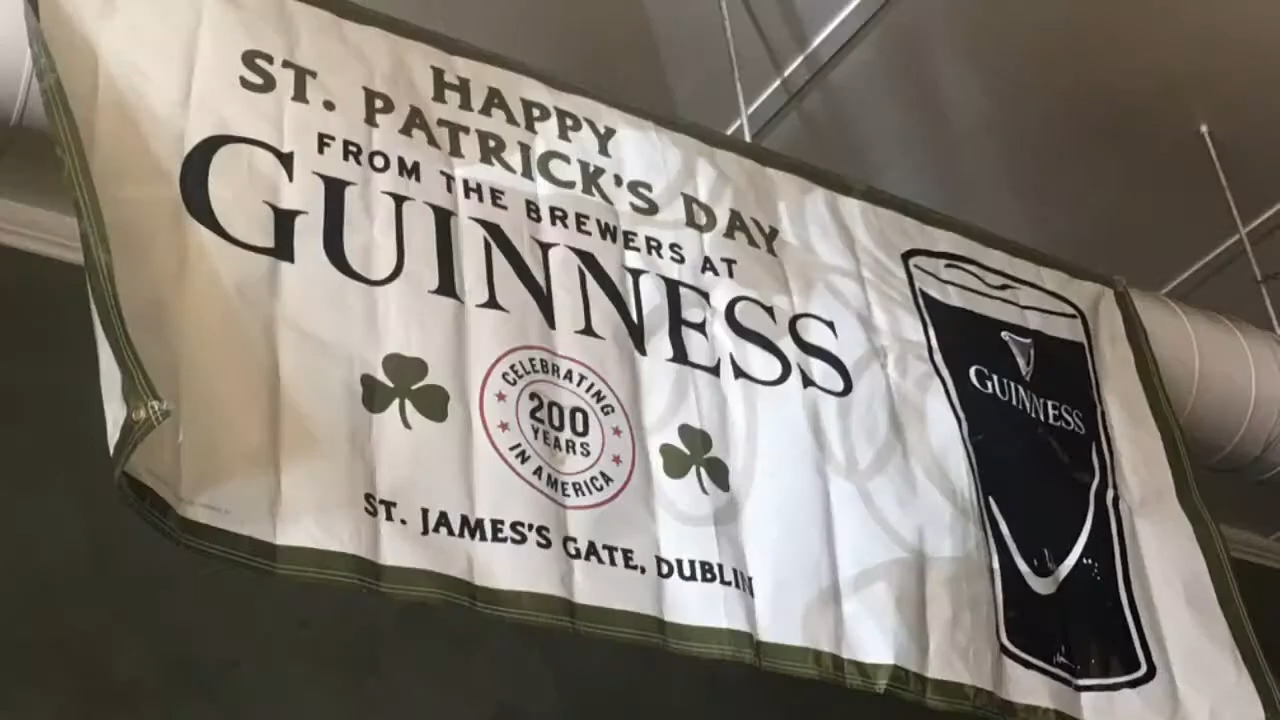 HAPPY
ST. PATRICK'S DAY
FROM THE BREWERS AT
GUINNESS
CELEBRATING
200
YEARS
IN AMERICA
ST. JAMES'S GATE, DUBLIN
GUINNESS